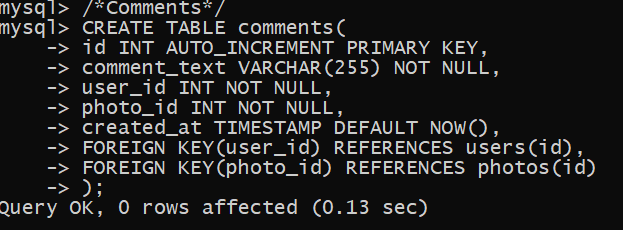 mysql> /*Comments*/
mysql> CREATE TABLE comments(
    -> id INT AUTO_INCREMENT PRIMARY KEY,
    -> comment_text VARCHAR(255) NOT NULL,
    -> user_id INT NOT NULL,
    -> photo_id INT NOT NULL,
    -> created_at TIMESTAMP DEFAULT NOW(),
    -> FOREIGN KEY(user_id) REFERENCES users(id),
    -> FOREIGN KEY(photo_id) REFERENCES photos(id)
    -> );
Query OK, 0 rows affected (0.13 sec)